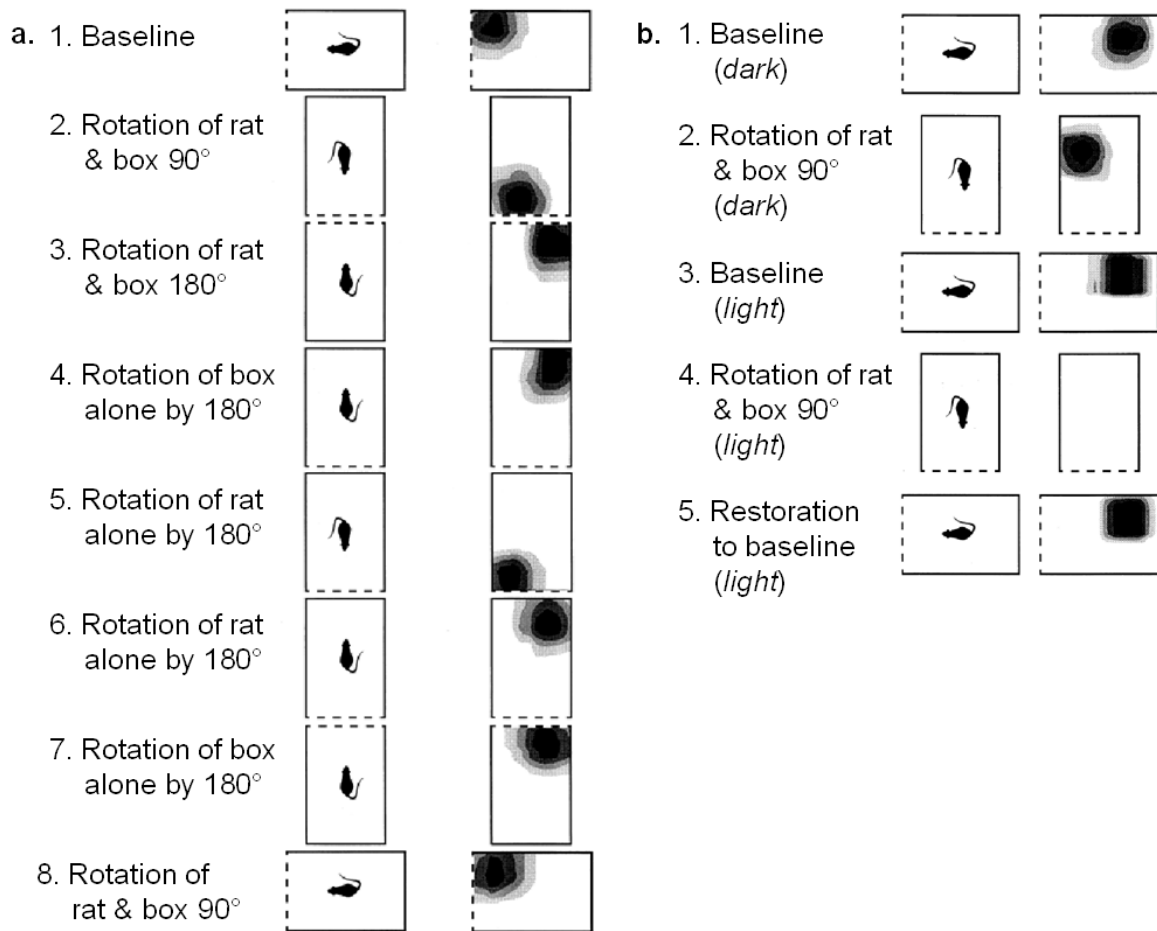 a. 1. Baseline
2. Rotation of rat
& box 90°
3. Rotation of rat
& box 180°
4. Rotation of box
alone by 180°
5. Rotation of rat
alone by 180°
6. Rotation of rat
alone by 180°
7. Rotation of box
alone by 180°
8. Rotation of
rat & box 90°
b. 1. Baseline
(dark)
2. Rotation of rat
& box 90°
(dark)
3. Baseline
(light)
4. Rotation of rat
& box 90°
(light)
5. Restoration
to baseline
(light)